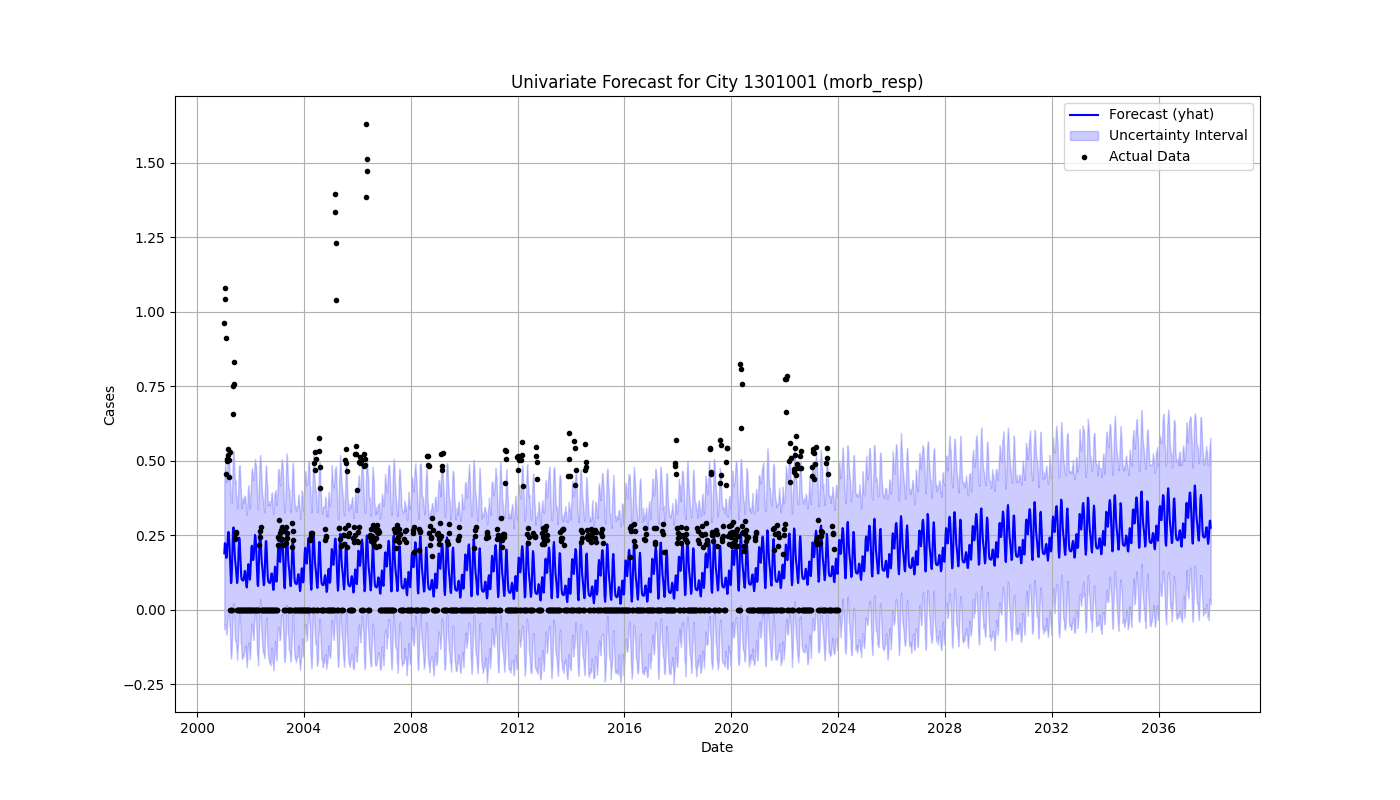 Univariate Forecast for City 1301001 (morb_resp)
Forecast (yhat)
Uncertainty Interval
Actual Data
Cases
1.50
1.25
1.00
0.75
0.50
0.25
0.00
−0.25
2000 2004 2008 2012 2016 2020 2024 2028 2032 2036
Date